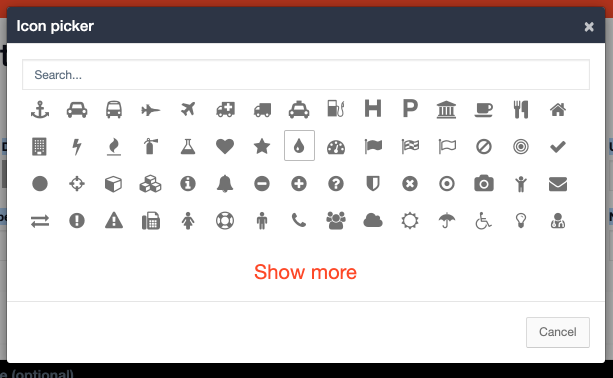 Icon picker
×
Search...
H P
Show more
Cancel
e (optional)